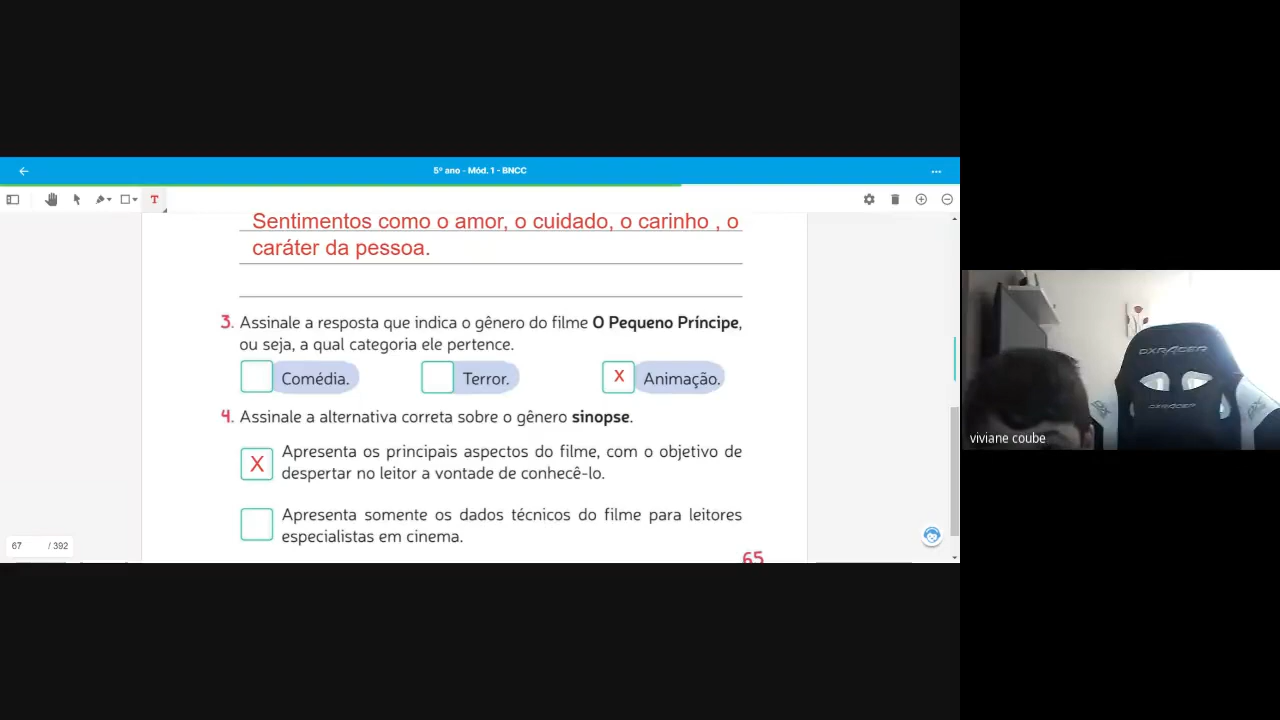 5º ano - Mód. 1 - BNCC
T
Sentimentos como o amor, o cuidado, o carinho , o
caráter da pessoa.
3. Assinale a resposta que indica o gênero do filme O Pequeno Príncipe,
ou seja, a qual categoria ele pertence.
Comédia.
Terror.
X Animação.
4. Assinale a alternativa correta sobre o gênero sinopse.
X Apresenta os principais aspectos do filme, com o objetivo de
despertar no leitor a vontade de conhecê-lo.
Apresenta somente os dados técnicos do filme para leitores
especialistas em cinema.
65
67 / 392
DXRACER
DXRACER
viviane coube